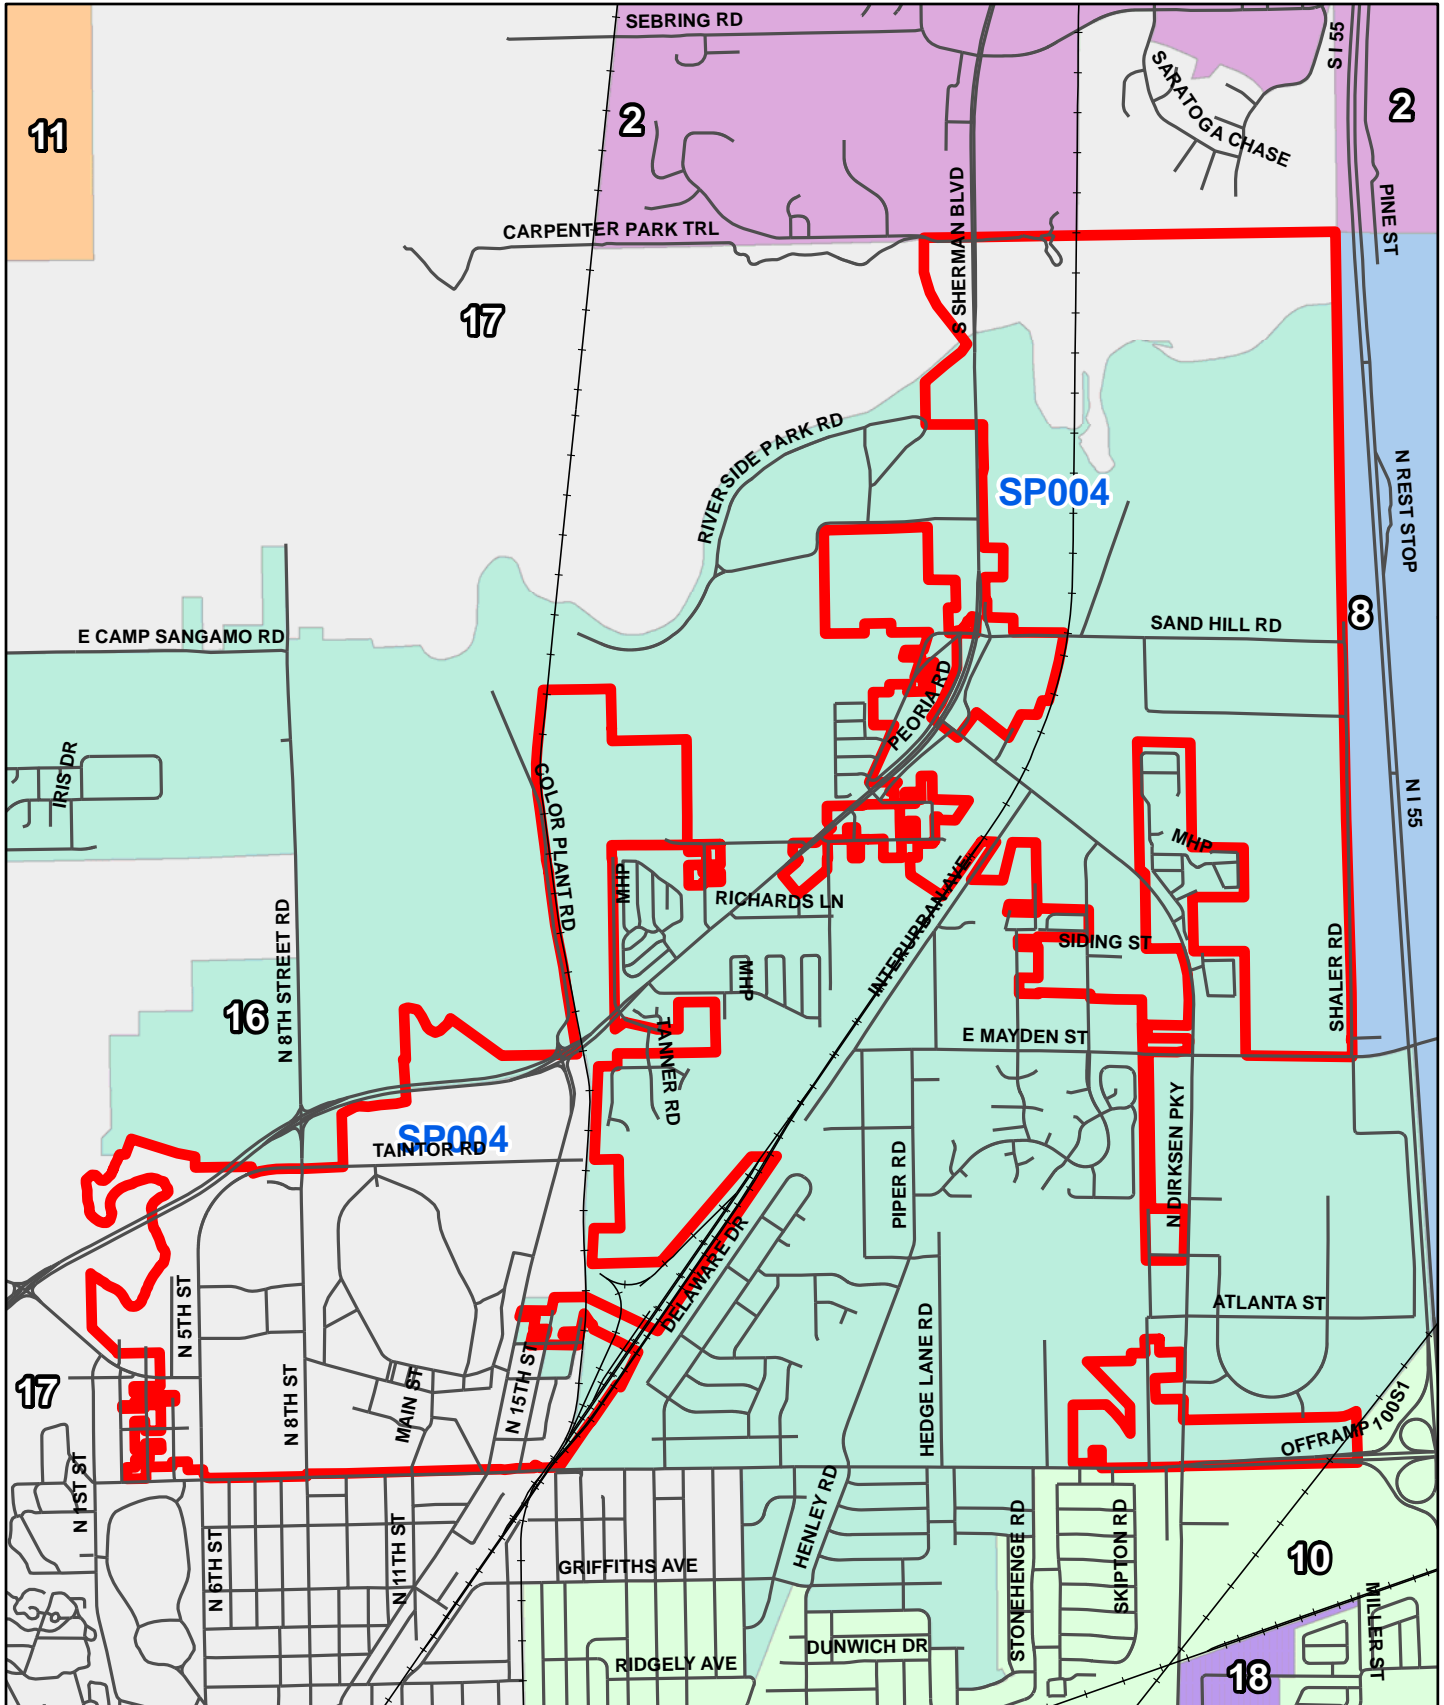 SEBRING RD
S I 55
11
2
2
SARATOGA CHASE
PINE ST
S SHERMAN BLVD
CARPENTER PARK TRL
17
RIVERSIDE PARK RD
SP004
N REST STOP
8
E CAMP SANGAMO RD
SAND HILL RD
PEORIA RD
IRIS DR
COLOR PLANT RD
N I 55
MHP
MHP
RICHARDS LN
INTERURBAN AVE
SIDING ST
N 8TH STREET RD
MHP
SHALER RD
16
TANNER RD
E MAYDEN ST
SP004
TAINTOR RD
N DIRKSEN PKY
PIPER RD
DELAWARE DR
N 5TH ST
ATLANTA ST
HEDGE LANE RD
N 15TH ST
17
N 8TH ST
MAIN ST
OFFRAMP 100S1
N 1ST ST
HENLEY RD
N 6TH ST
N 11TH ST
GRIFFITHS AVE
STONEHENGE RD
SKIPTON RD
10
MILLER ST
DUNWICH DR
RIDGELY AVE
18